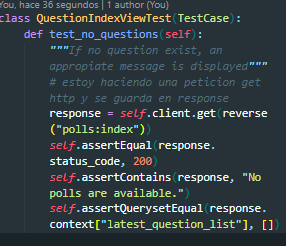 You, hace 36 segundos | 1 author (You)
class QuestionIndexViewTest(TestCase):
def test_no_questions(self):
"""If no question exist, an
appropiate message is displayed"""
# estoy haciendo una peticion get
http y se guarda en response
response = self.client.get(reverse
("polls:index"))
self.assertEqual(response.
status_code, 200)
self.assertContains(response, "No
polls are available.")
self.assertQuerysetEqual(response.
context["latest_question_list"], [])